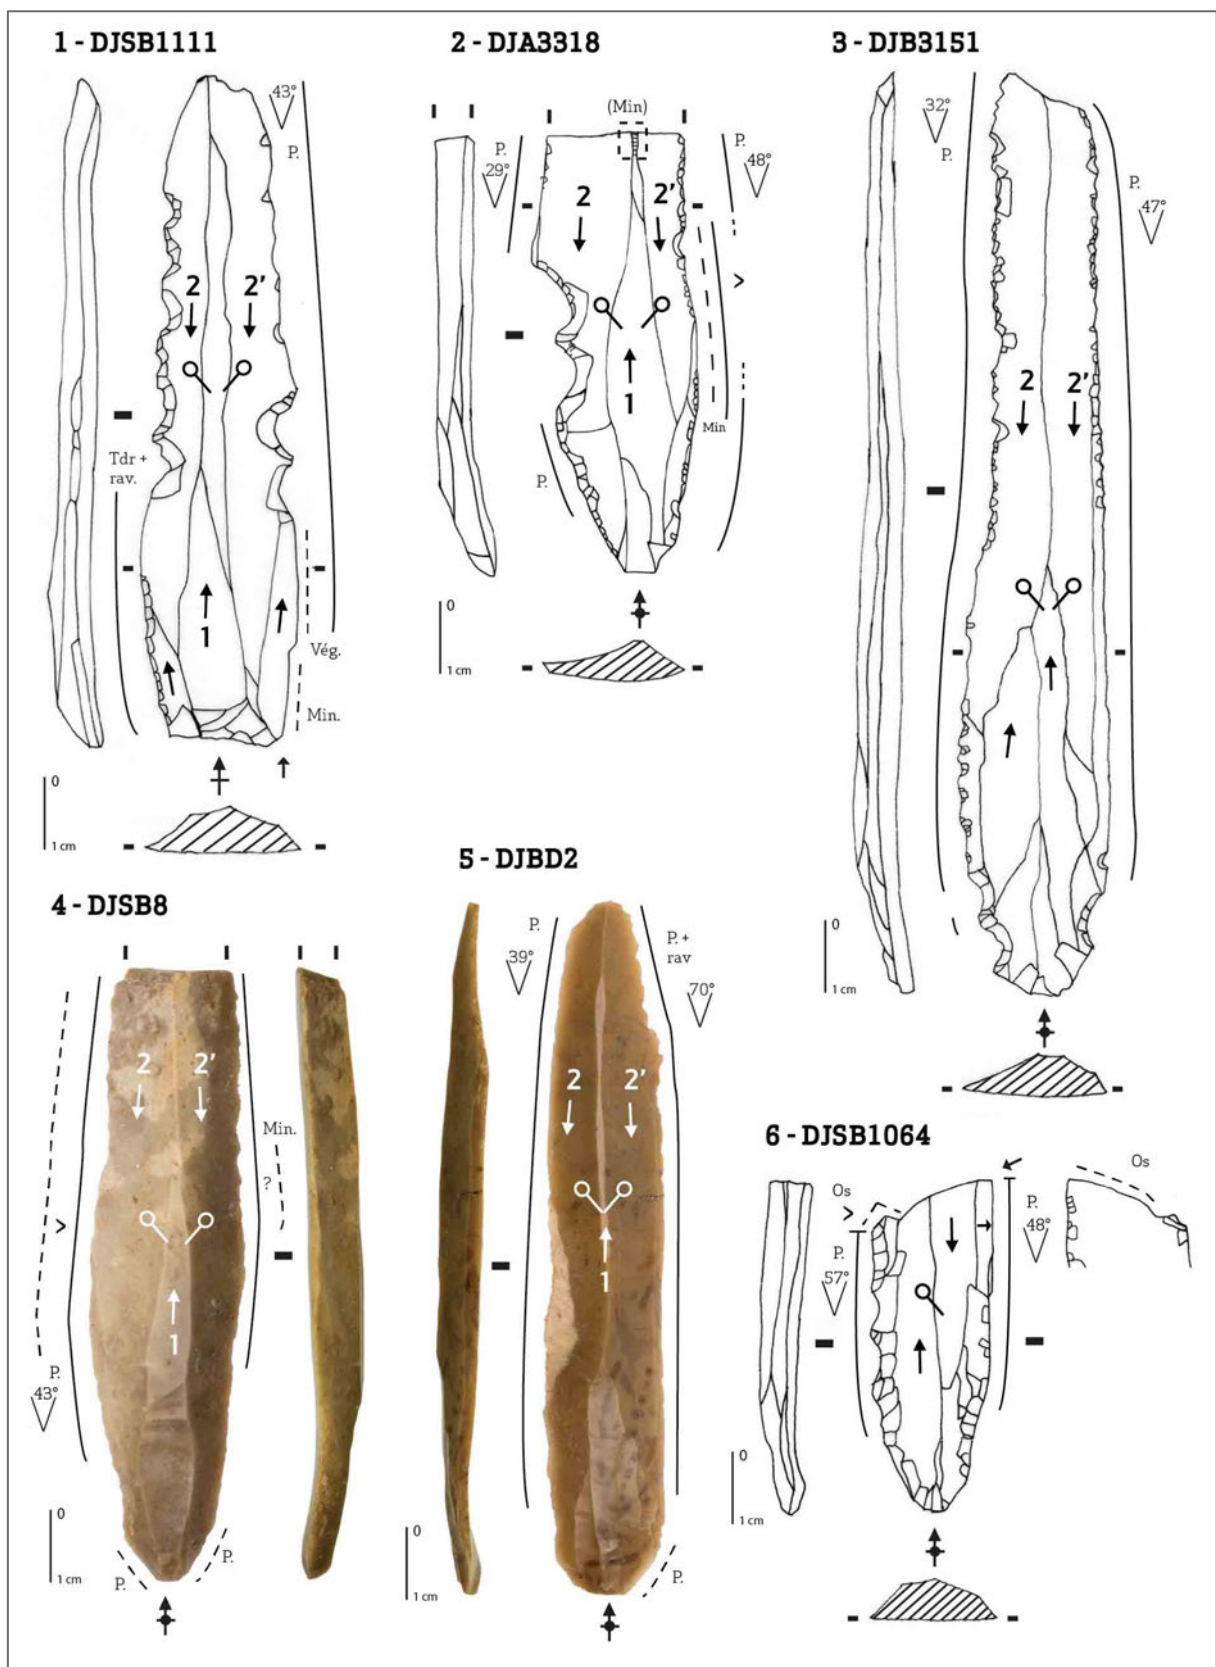 1 - DJSB1111
43°
P.
2
2'
Tdr +
rav.
1
Vég.
Min.
0
1 cm
2 - DJA3318
(Min)
P.
29°
P.
48°
2
2'
1
P.
Min
>
0
1 cm
3 - DJB3151
32°
P.
P.
47°
2
2'
0
1 cm
4 - DJSB8
2
2'
Min.
?
>
1
P.
43°
0
1 cm
P.
P.
5 - DJBD2
P.
39°
P. +
rav
70°
2
2'
1
0
1 cm
P.
6 - DJSB1064
Os
Os
>
P.
57°
P.
48°
0
1 cm